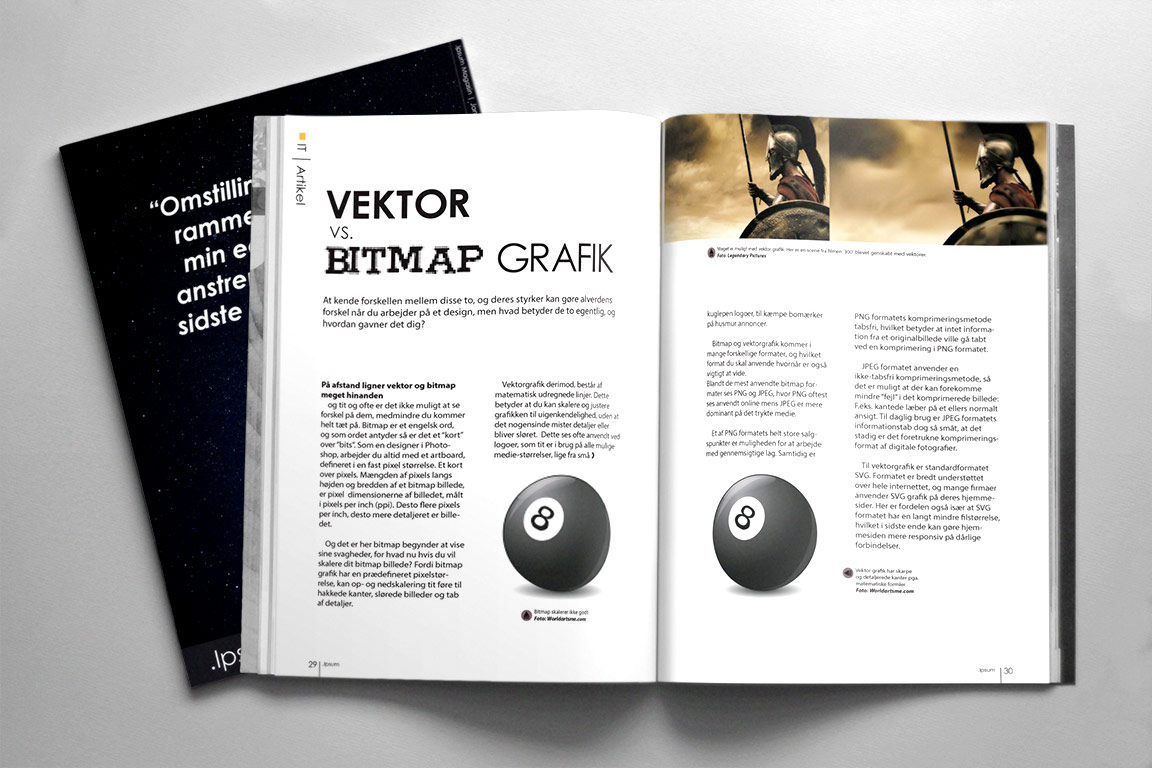 .Ipsum Magasin |
“Omstillin
ramme
min e
anstre
sidste
.Ips
IT | Artikel
VEKTOR
VS.
BITMAP GRAFIK
At kende forskellen mellem disse to, og deres styrker kan gøre alverdens
forskel når du arbejder på et design, men hvad betyder de to egentlig, og
hvordan gavner det dig?
På afstand ligner vektor og bitmap
meget hinanden
og tit og ofte er det ikke muligt at se
forskel på dem, medmindre du kommer
helt tæt på. Bitmap er et engelsk ord,
og som ordet antyder så er det et “kort”
over “bits”. Som en designer i Photo-
shop, arbejder du altid med et artboard,
defineret i en fast pixel størrelse. Et kort
over pixels. Mængden af pixels langs
højden og bredden af et bitmap billede,
er pixel dimensionerne af billedet, målt
i pixels per inch (ppi). Desto flere pixels
per inch, desto mere detaljeret er bille-
det.
Og det er her bitmap begynder at vise
sine svagheder, for hvad nu hvis du vil
skalere dit bitmap billede? Fordi bitmap
grafik har en prædefineret pixelstør-
relse, kan op- og nedskalering tit føre til
hakkede kanter, slørede billeder og tab
af detaljer.
Vektorgrafik derimod, består af
matematisk udregnede linjer. Dette
betyder at du kan skalere og justere
grafikken til uigenkendelighed, uden at
det nogensinde mister detaljer eller
bliver sløret. Dette ses ofte anvendt ved
logoer, som tit er i brug på alle mulige
medie-størrelser, lige fra små ❯
Bitmap skalerer ikke godt
Foto: Worldartsme.com
29 | .Ipsum
Meget er muligt med vektor grafik. Her er en scene fra filmen '300' blevet genskabt med vektorer.
Foto: Legendary Pictures
kuglepen logoer, til kæmpe bomærker
på husmur annoncer.
Bitmap og vektorgrafik kommer i
mange forskellige formater, og hvilket
format du skal anvende hvornår er også
vigtigt at vide.
Blandt de mest anvendte bitmap for-
mater ses PNG og JPEG, hvor PNG oftest
ses anvendt online mens JPEG er mere
dominant på det trykte medie.
Et af PNG formatets helt store salg-
spunkter er muligheden for at arbejde
med gennemsigtige lag. Samtidig er
PNG formatets komprimeringsmetode
tabsfri, hvilket betyder at intet informa-
tion fra et originalbillede ville gå tabt
ved en komprimering i PNG formatet.
JPEG formatet anvender en
ikke-tabsfri komprimeringsmetode, så
det er muligt at der kan forekomme
mindre “fejl” i det komprimerede billede:
F.eks. kantede læber på et ellers normalt
ansigt. Til daglig brug er JPEG formatets
informationstab dog så småt, at det
stadig er det foretrukne komprimerings-
format af digitale fotografier.
Til vektorgrafik er standardformatet
SVG. Formatet er bredt understøttet
over hele internettet, og mange firmaer
anvender SVG grafik på deres hjemme-
sider. Her er fordelen også især at SVG
formatet har en langt mindre filstørrelse,
hvilket i sidste ende kan gøre hjem-
mesiden mere responsiv på dårlige
forbindelser.
Vektor grafik har skarpe
og detaljerede kanter pga.
matematiske formler.
Foto: Worldartsme.com
.Ipsum | 30
8
8